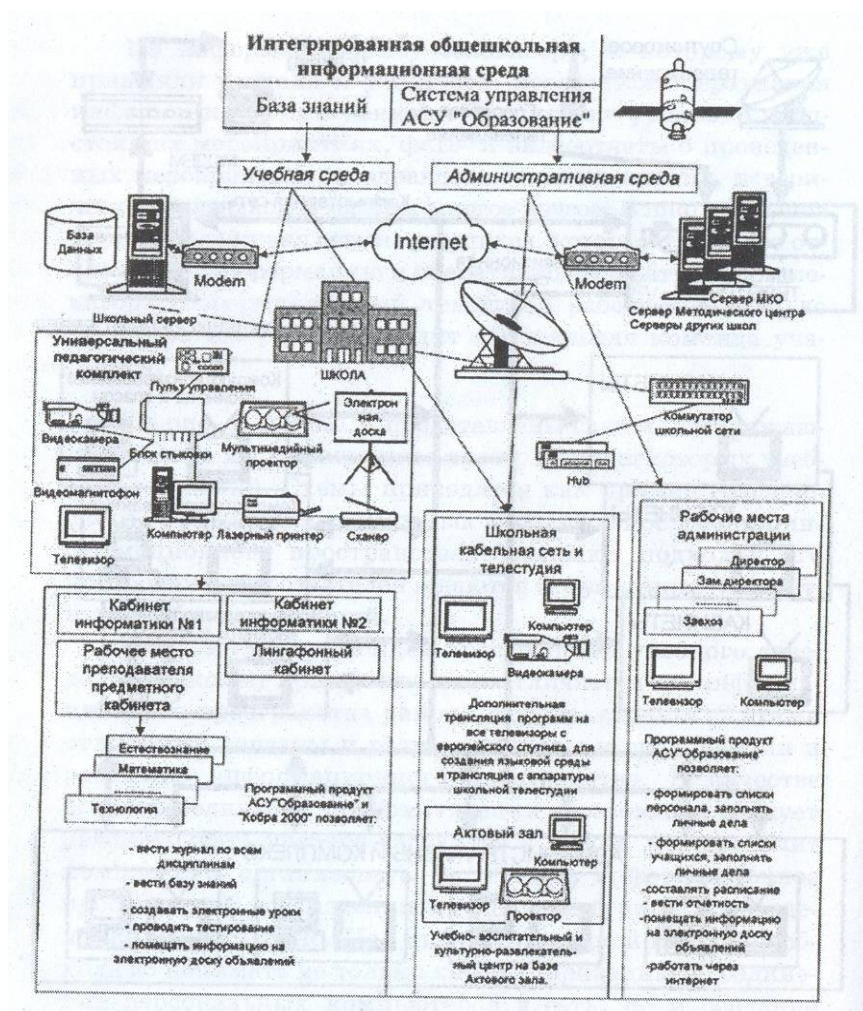 Интегрированная общешкольная
информационная среда
База знаний
Система управления
АСУ "Образование"
Учебная среда
Административная среда
База
Данных
Modem
Internet
Modem
Школьный сервер
Сервер МКО
Сервер Методического центра
Серверы других школ
ШКОЛА
Универсальный
педагогический
комплект
Пульт управления
Видеокамера
Блок стыковки
Мультимедийный
проектор
Электрон
ная.
доска
Видеомагнитофон
Компьютер
Лазерный принтер
Сканер
Телевизор
Коммутатор
школьной сети
Hub
Кабинет
информатики №1
Кабинет
информатики №2
Рабочее место
преподавателя
предметного
кабинета
Лингафонный
кабинет
Естествознание
Математика
Технология
Программный продукт
АСУ"Образование" и
"Кобра 2000" позволяет:
- вести журнал по всем
дисциплинам
- вести базу знаний
- создавать электронные уроки
- проводить тестирование
- помещать информацию на
электронную доску объявлений
Школьная
кабельная сеть и
телестудия
Телевизор
Компьютер
Видеокамера
Дополнительная
трансляция программ на
все телевизоры с
европейского спутника для
создания языковой среды
и трансляция с аппаратуры
школьной телестудии
Актовый зал
Компьютер
Телевизор
Проектор
Учебно- воспитательный и
культурно-развлекатель-
ный центр на базе
Актового зала.
Рабочие места
администрации
Директор
Зам.директора
Завхоз
Телевизор
Компьютер
Программный продукт
АСУ"Образование"
позволяет:
- формировать списки
персонала, заполнять
личные дела
- формировать списки
учащихся, заполнять
личные дела
-составлять расписание
- вести отчетность
-помещать информацию
на электронную доску
объявлений
-работать через
интернет